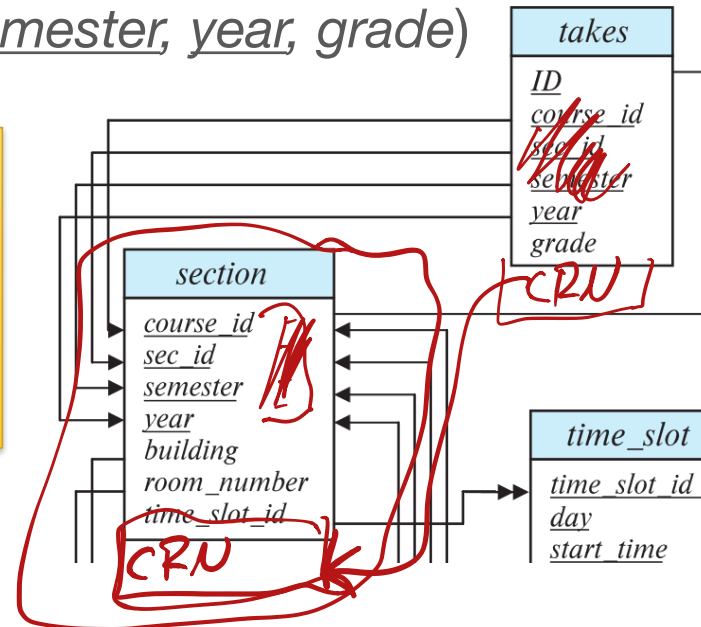 mester, year, grade)
takes
ID
course_id
sec_id
semester
year
grade
CRN
section
course_id
sec_id
semester
year
building
room_number
time_slot_id
CRN
time_slot
time_slot_id
day
start_time